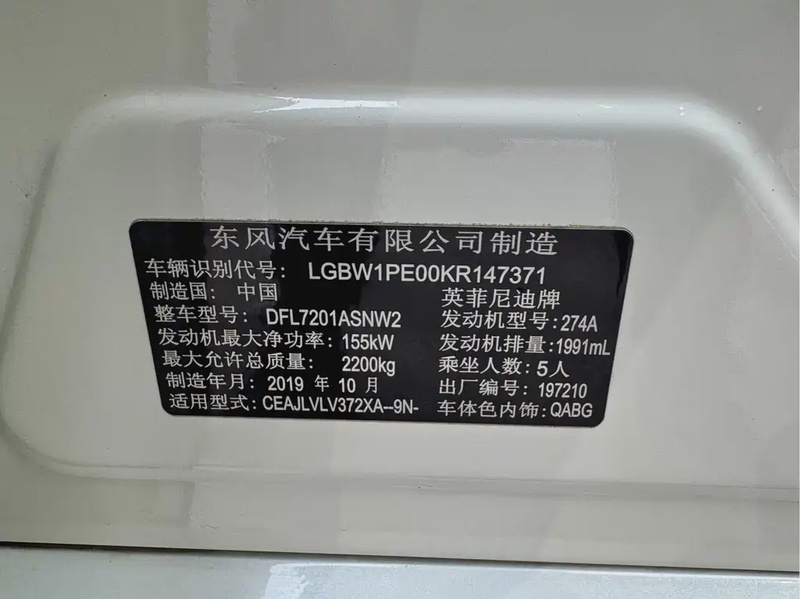 东风汽车有限公司制造
车辆识别代号: LGBW1PE00KR147371
制造国: 中国 英菲尼迪牌
整车型号: DFL7201ASNW2 发动机型号: 274A
发动机最大净功率: 155kW 发动机排量: 1991mL
最大允许总质量: 2200kg 乘坐人数: 5人
制造年月: 2019 年 10 月 出厂编号: 197210
适用型式: CEAJLVLV372XA--9N- 车体色内饰: QABG